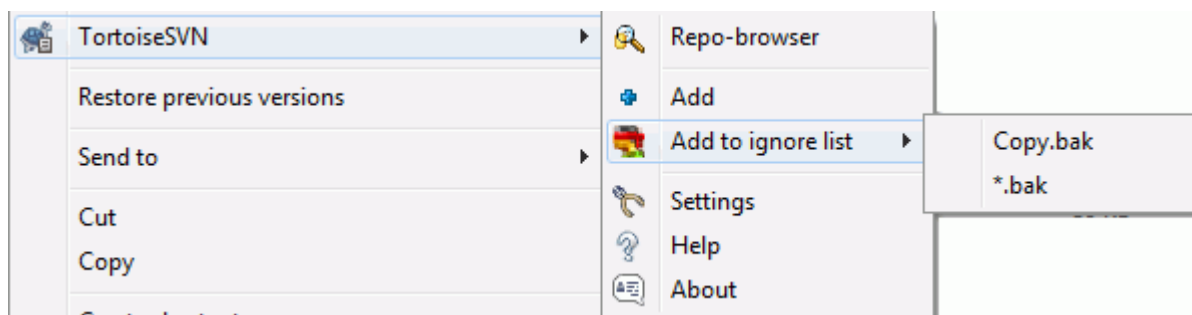 TortoiseSVN
Restore previous versions
Send to
Cut
Copy
Repo-browser
Add
Add to ignore list
Settings
Help
About
Copy.bak
*.bak